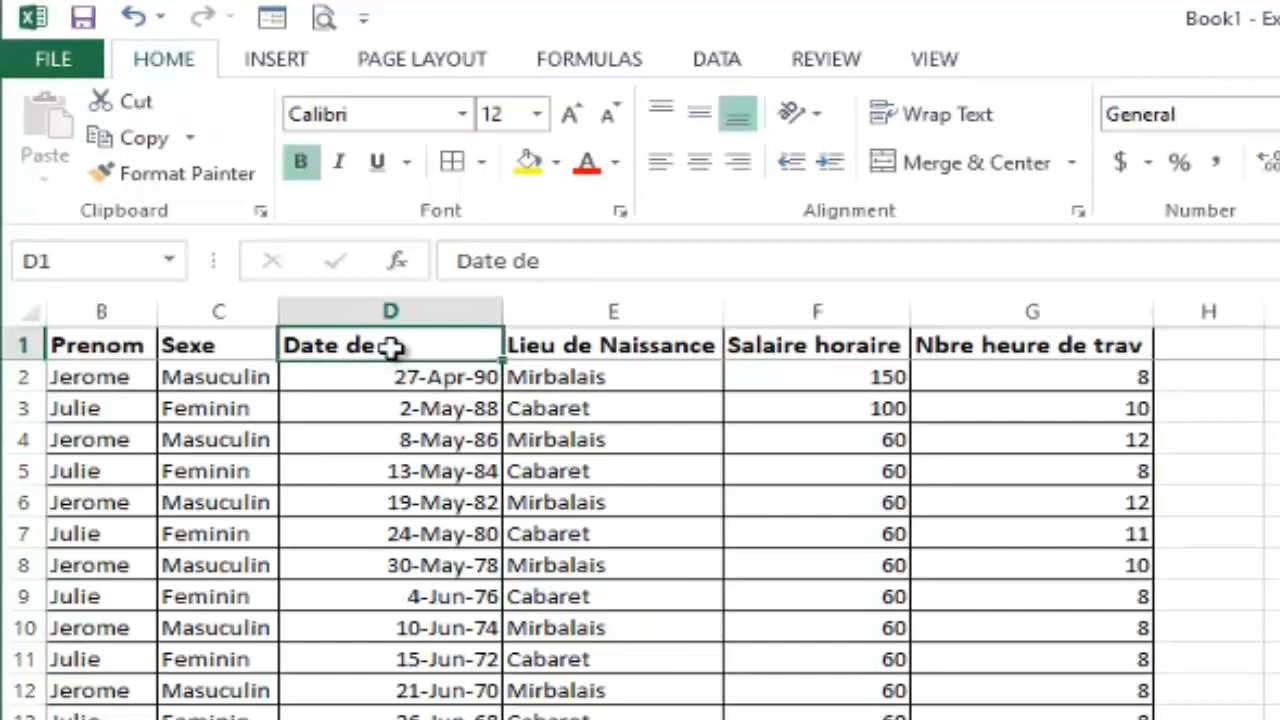 Book1 - Ex
FILE HOME INSERT PAGE LAYOUT FORMULAS DATA REVIEW VIEW
Paste
Cut
Copy
Format Painter
Clipboard
Calibri 12
B I U A
Font
Wrap Text
Merge & Center
Alignment
General
$ % ,
Number
D1 fx Date de
B C D E F G H
1 Prenom Sexe Date de Lieu de Naissance Salaire horaire Nbre heure de trav
2 Jerome Masuculin 27-Apr-90 Mirbalais 150 8
3 Julie Feminin 2-May-88 Cabaret 100 10
4 Jerome Masuculin 8-May-86 Mirbalais 60 12
5 Julie Feminin 13-May-84 Cabaret 60 8
6 Jerome Masuculin 19-May-82 Mirbalais 60 12
7 Julie Feminin 24-May-80 Cabaret 60 11
8 Jerome Masuculin 30-May-78 Mirbalais 60 10
9 Julie Feminin 4-Jun-76 Cabaret 60 8
10 Jerome Masuculin 10-Jun-74 Mirbalais 60 8
11 Julie Feminin 15-Jun-72 Cabaret 60 8
12 Jerome Masuculin 21-Jun-70 Mirbalais 60 8